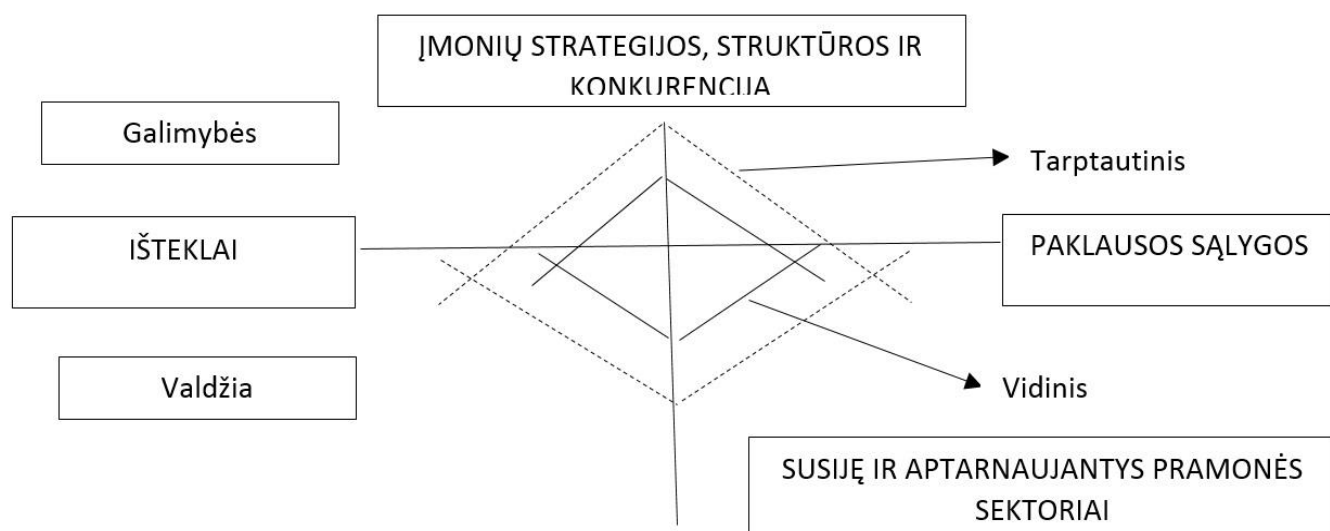 ĮMONIŲ STRATEGIJOS, STRUKTŪROS IR
KONKURENCIJA
Galimybės
Tarptautinis
IŠTEKLAI
PAKLAUSOS SĄLYGOS
Valdžia
Vidinis
SUSIJĘ IR APTARNAUJANTYS PRAMONĖS
SEKTORIAI